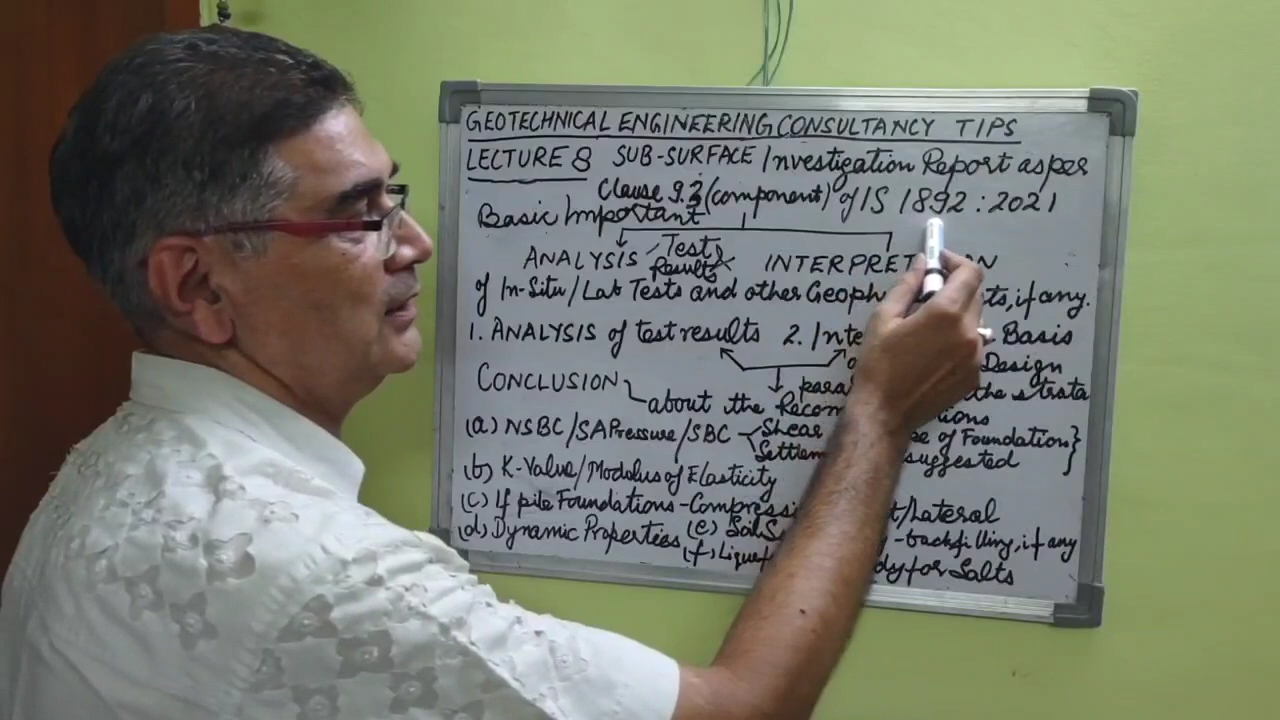 GEOTECHNICAL ENGINEERING CONSULTANCY TIPS
LECTURE 8 SUB-SURFACE Investigation Report as per
Clause 9.3 (component) of IS 1892 : 2021
Basic Important
ANALYSIS Test Results INTERPRET ON
of In-Situ/Lab Tests and other Geoph ts, if any.
1. ANALYSIS of test results 2. Inte Basis
Design
CONCLUSION para the strata
about the Recom tions
(a) NSBC/SAPressure/SBC Shear e of Foundation}
Settlem suggested
(b) K-Value/Modulus of Elasticity
(c) If pile Foundations - Compressi t/Lateral
(d) Dynamic Properties (e) Soil S - backfilling, if any
(f) Liquef dy for Salts